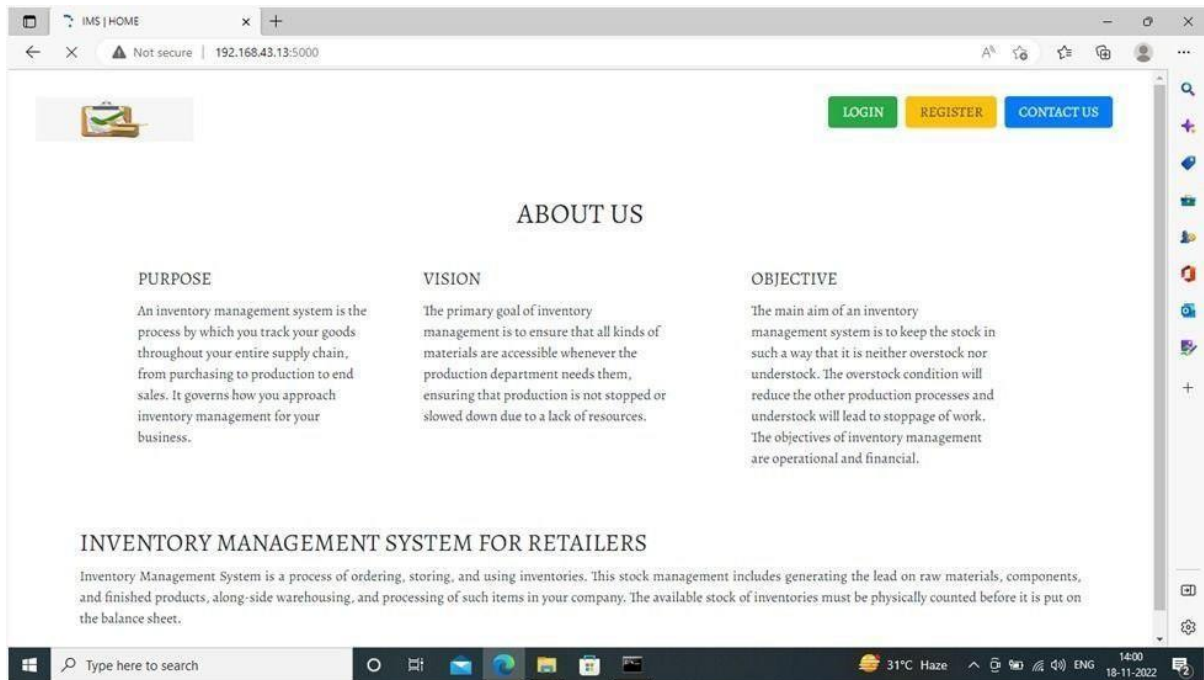 IMS | HOME
Not secure | 192.168.43.13:5000
LOGIN
REGISTER
CONTACT US
ABOUT US
PURPOSE
An inventory management system is the
process by which you track your goods
throughout your entire supply chain,
from purchasing to production to end
sales. It governs how you approach
inventory management for your
business.
VISION
The primary goal of inventory
management is to ensure that all kinds of
materials are accessible whenever the
production department needs them,
ensuring that production is not stopped or
slowed down due to a lack of resources.
OBJECTIVE
The main aim of an inventory
management system is to keep the stock in
such a way that it is neither overstock nor
understock. The overstock condition will
reduce the other production processes and
understock will lead to stoppage of work.
The objectives of inventory management
are operational and financial.
INVENTORY MANAGEMENT SYSTEM FOR RETAILERS
Inventory Management System is a process of ordering, storing, and using inventories. This stock management includes generating the lead on raw materials, components,
and finished products, along-side warehousing, and processing of such items in your company. The available stock of inventories must be physically counted before it is put on
the balance sheet.
Type here to search
31°C Haze
ENG
14:00
18-11-2022
2